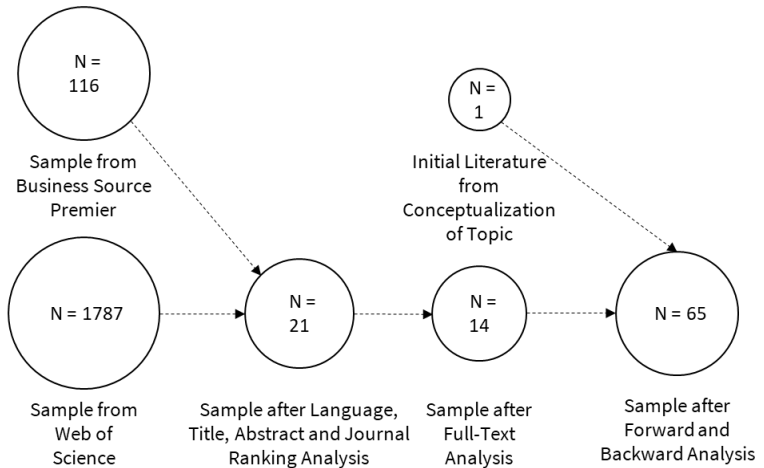 N =
116
Sample from
Business Source
Premier
N =
1
Initial Literature
from
Conceptualization
of Topic
N = 1787
Sample from
Web of
Science
N =
21
Sample after Language,
Title, Abstract and Journal
Ranking Analysis
N =
14
Sample after
Full-Text
Analysis
N = 65
Sample after
Forward and
Backward Analysis